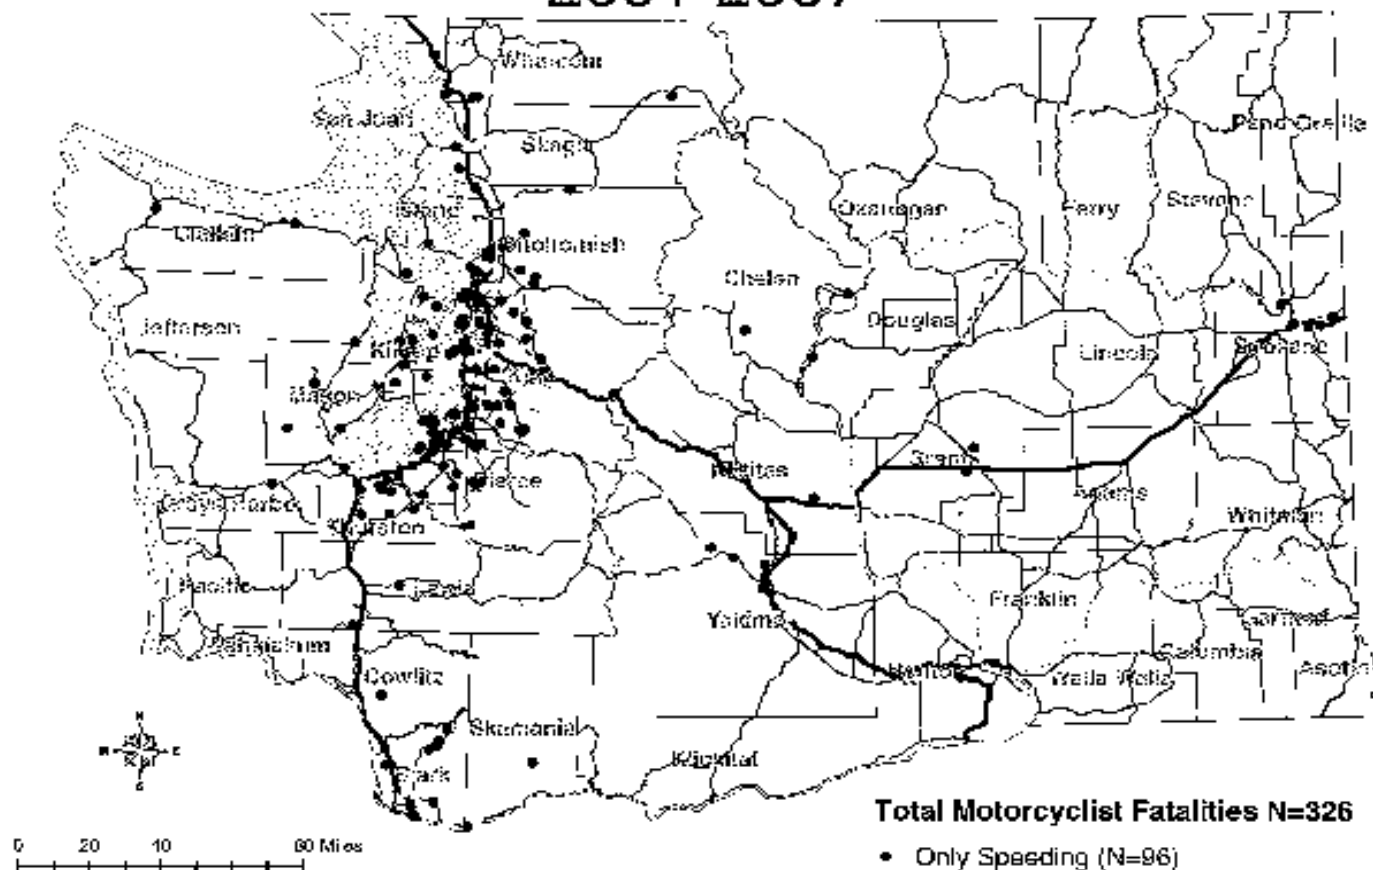 Whatcom
San Juan
Skagit
Pend Oreille
Okanogan
Ferry
Stevens
Island
Clallam
Snohomish
Chelan
Jefferson
Douglas
Lincoln
Spokane
Kitsap
King
Mason
Kittitas
Grant
Pierce
Adams
Grays Harbor
Whitman
Thurston
Pacific
Lewis
Franklin
Yakima
Garfield
Wahkiakum
Columbia
Cowlitz
Benton
Walla Walla
Asotin
Skamania
Klickitat
Clark
Total Motorcyclist Fatalities N=326
0 20 40 80 Miles
Only Speeding (N=96)